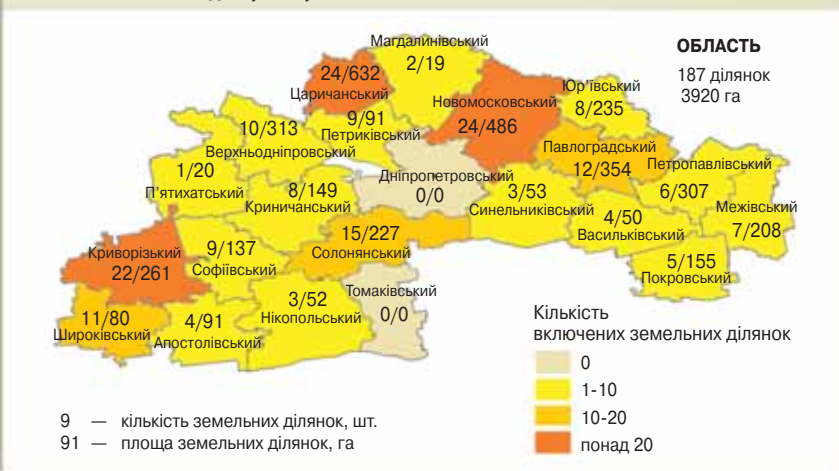 Магдалинівський
2/19
ОБЛАСТЬ
187 ділянок
3920 га
24/632
Царичанський
Новомосковський
24/486
Юр'ївський
8/235
9/91
Петриківський
10/313
Верхньодніпровський
Павлоградський
12/354
Петропавлівський
6/307
1/20
П'ятихатський
Дніпропетровський
0/0
8/149
Криничанський
3/53
Синельниківський
Межівський
7/208
4/50
Васильківський
15/227
Солонянський
Криворізький
22/261
9/137
Софіївський
5/155
Покровський
Томаківський
0/0
3/52
Нікопольський
11/80
Широківський
4/91
Апостолівський
Кількість
включених земельних ділянок
0
1-10
10-20
понад 20
9 — кількість земельних ділянок, шт.
91 — площа земельних ділянок, га